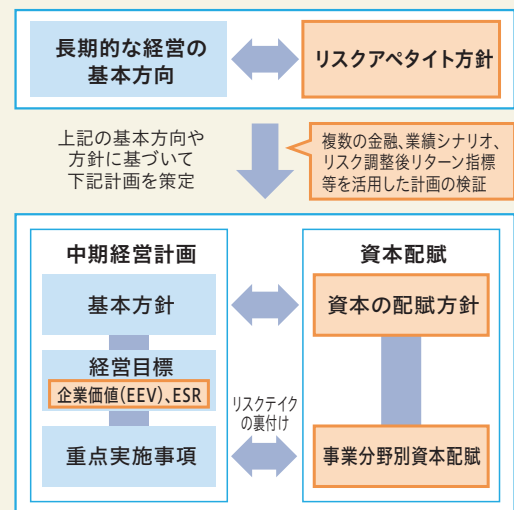 長期的な経営の
基本方向
リスクアペタイト方針
上記の基本方向や
方針に基づいて
下記計画を策定
複数の金融、業績シナリオ、
リスク調整後リターン指標
等を活用した計画の検証
中期経営計画
資本配賦
基本方針
資本の配賦方針
経営目標
企業価値(EEV)、ESR
リスクテイク
の裏付け
重点実施事項
事業分野別資本配賦